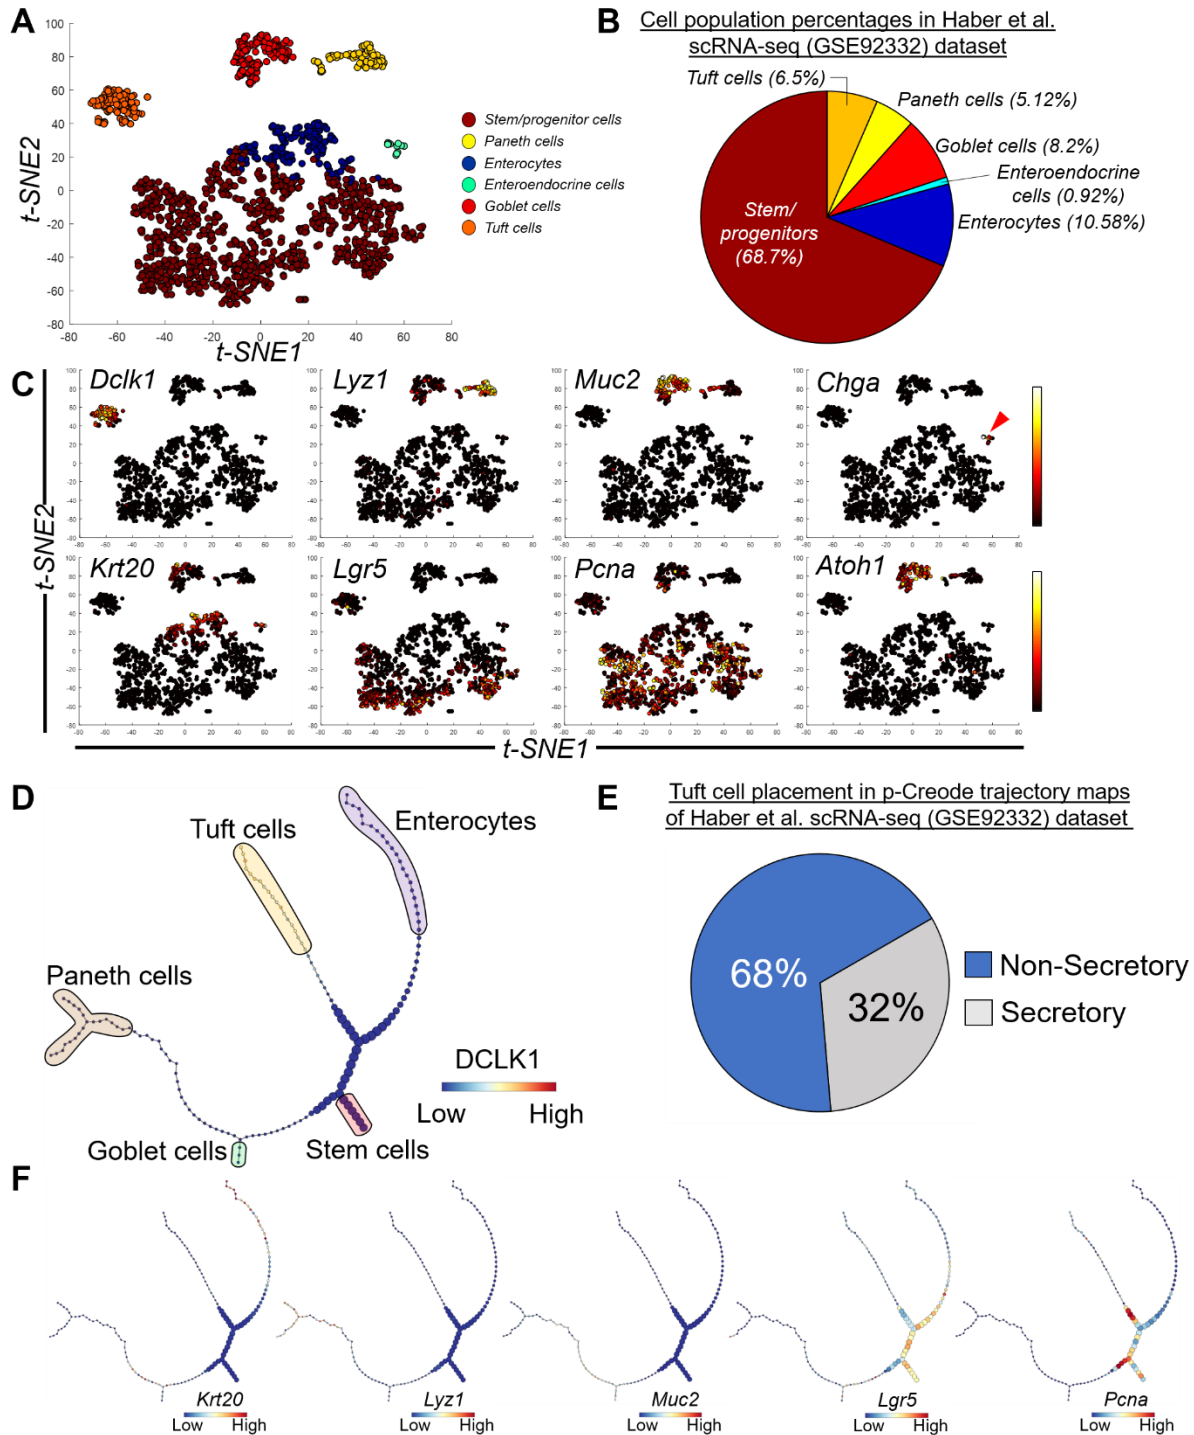 A
100
80
60
40
20
0
-20
-40
-60
-80
-80
-60
-40
-20
0
20
40
60
80
t-SNE2
t-SNE1
Stem/progenitor cells
Paneth cells
Enterocytes
Enteroendocrine cells
Goblet cells
Tuft cells
B
Cell population percentages in Haber et al.
scRNA-seq (GSE92332) dataset
Tuft cells (6.5%)
Paneth cells (5.12%)
Goblet cells (8.2%)
Enteroendocrine
cells (0.92%)
Enterocytes (10.58%)
Stem/
progenitors
(68.7%)
C
Dclk1
Lyz1
Muc2
Chga
Krt20
Lgr5
Pcna
Atoh1
t-SNE2
t-SNE1
D
Tuft cells
Enterocytes
Paneth cells
Goblet cells
Stem cells
DCLK1
Low High
E
Tuft cell placement in p-Creode trajectory maps
of Haber et al. scRNA-seq (GSE92332) dataset
68%
32%
Non-Secretory
Secretory
F
Krt20
Low High
Lyz1
Low High
Muc2
Low High
Lgr5
Low High
Pcna
Low High